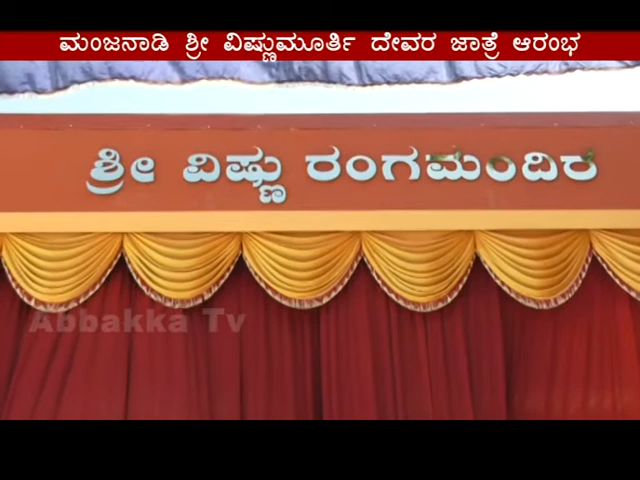 ಮಂಜನಾಡಿ ಶ್ರೀ ವಿಷ್ಣುಮೂರ್ತಿ ದೇವರ ಜಾತ್ರೆ ಆರಂಭ
ಶ್ರೀ ವಿಷ್ಣು ರಂಗಮಂದಿರ
Abbakka Tv